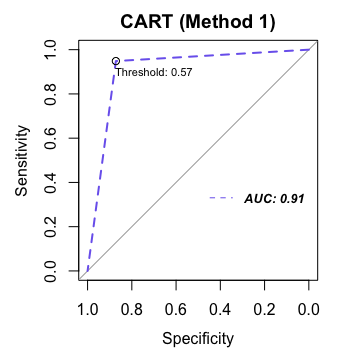 CART (Method 1)
1.0
0.8
0.6
0.4
0.2
0.0
Sensitivity
Threshold: 0.57
AUC: 0.91
1.0 0.8 0.6 0.4 0.2 0.0
Specificity